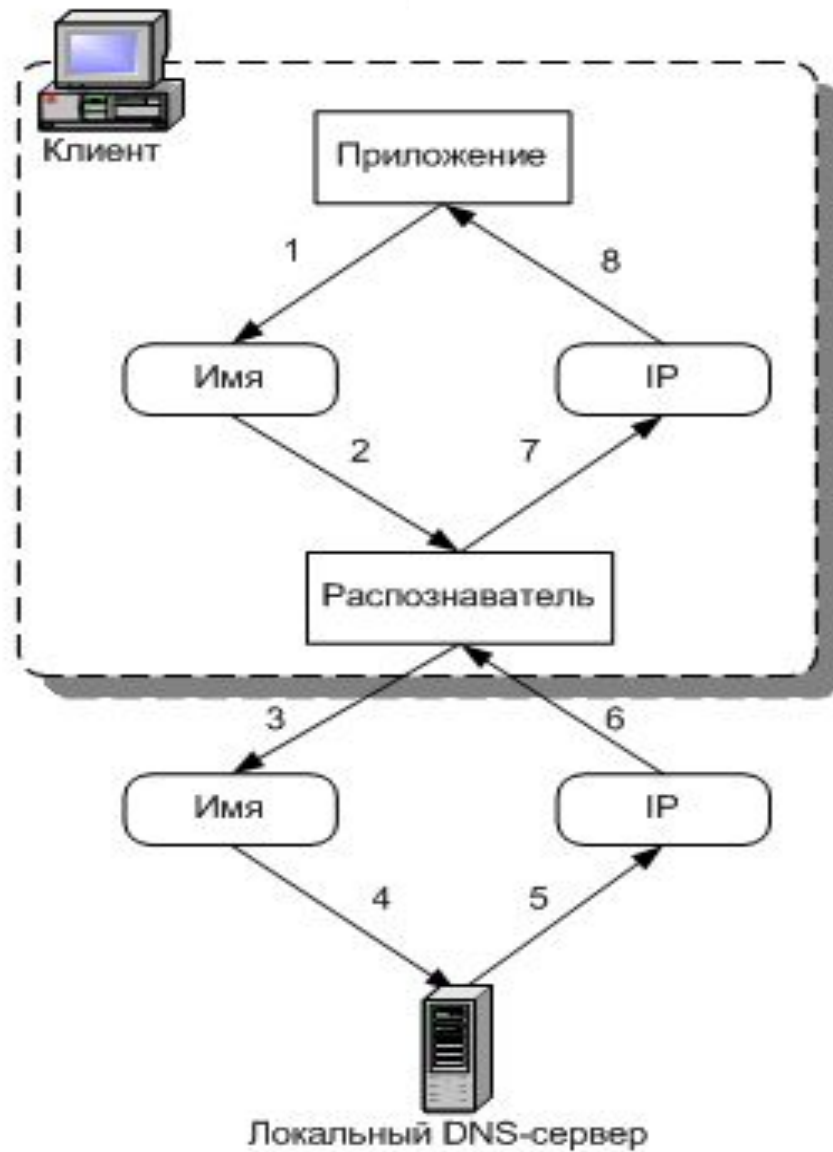 Клиент
Приложение
1
8
Имя
IP
2
7
Распознаватель
3
6
Имя
IP
4
5
Локальный DNS-сервер